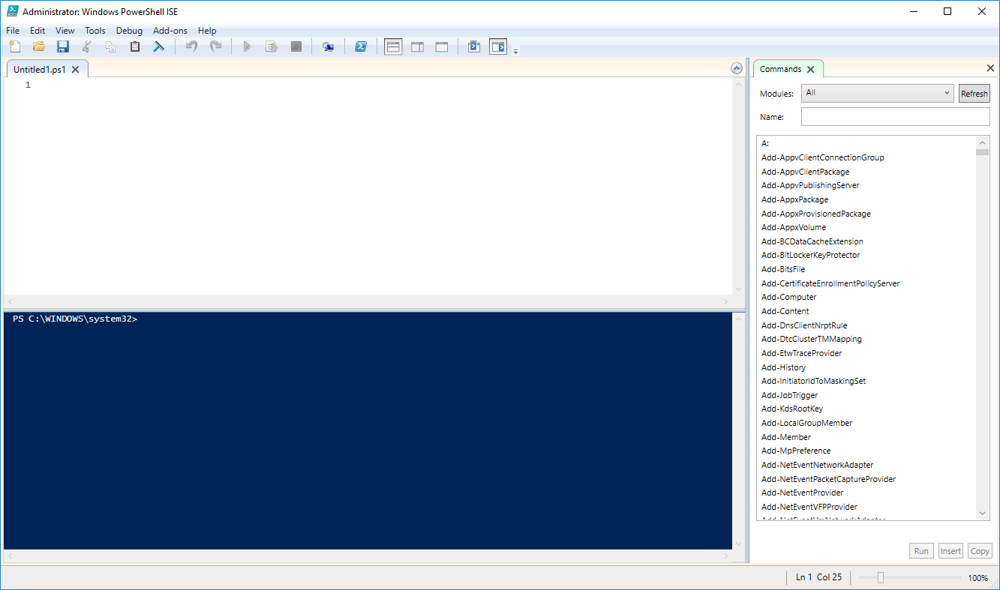 Administrator: Windows PowerShell ISE
File Edit View Tools Debug Add-ons Help
Untitled1.ps1
1
PS C:\WINDOWS\system32>
Commands
Modules: All Refresh
Name:
A:
Add-AppvClientConnectionGroup
Add-AppvClientPackage
Add-AppvPublishingServer
Add-AppxPackage
Add-AppxProvisionedPackage
Add-AppxVolume
Add-BCDataCacheExtension
Add-BitLockerKeyProtector
Add-BitsFile
Add-CertificateEnrollmentPolicyServer
Add-Computer
Add-Content
Add-DnsClientNrptRule
Add-DtcClusterTMMapping
Add-EtwTraceProvider
Add-History
Add-InitiatorIdToMaskingSet
Add-JobTrigger
Add-KdsRootKey
Add-LocalGroupMember
Add-Member
Add-MpPreference
Add-NetEventNetworkAdapter
Add-NetEventPacketCaptureProvider
Add-NetEventProvider
Add-NetEventVFPProvider
Add-NetEventVmNetworkAdapter
Run Insert Copy
Ln 1 Col 25 100%